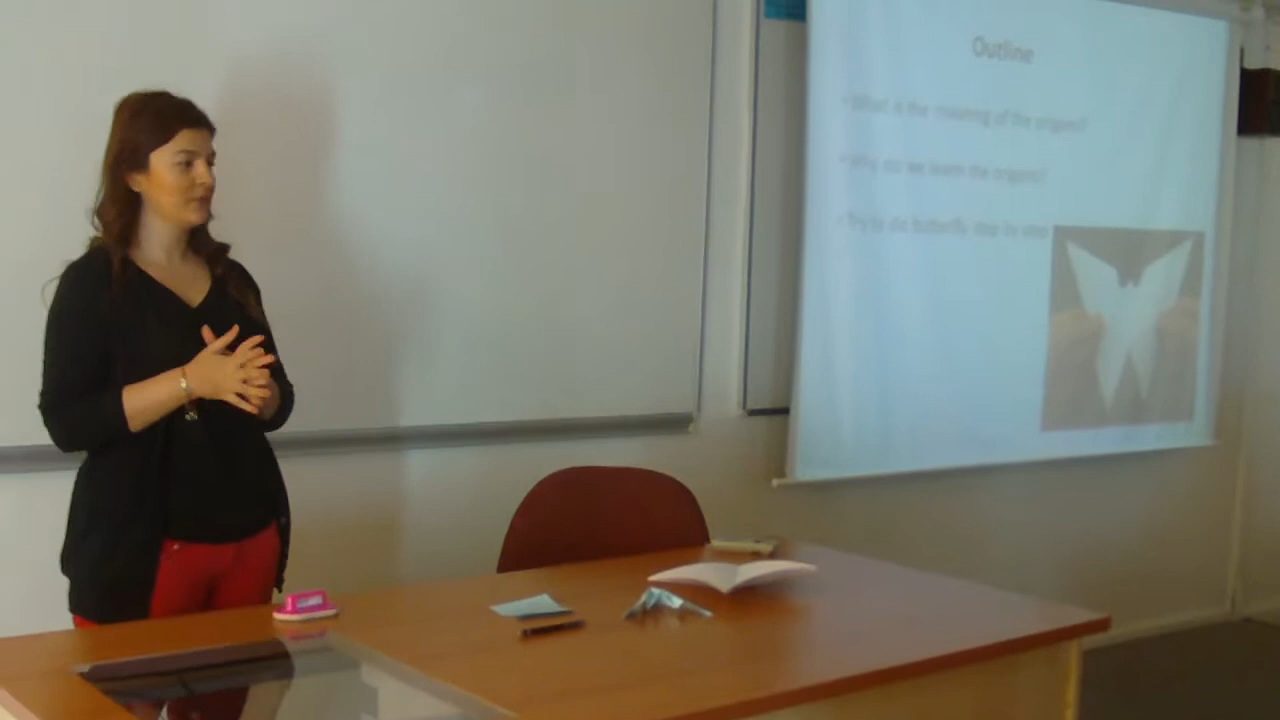 Outline
• What is the meaning of the origami?
• Why do we learn the origami?
• Try to do butterfly step by step